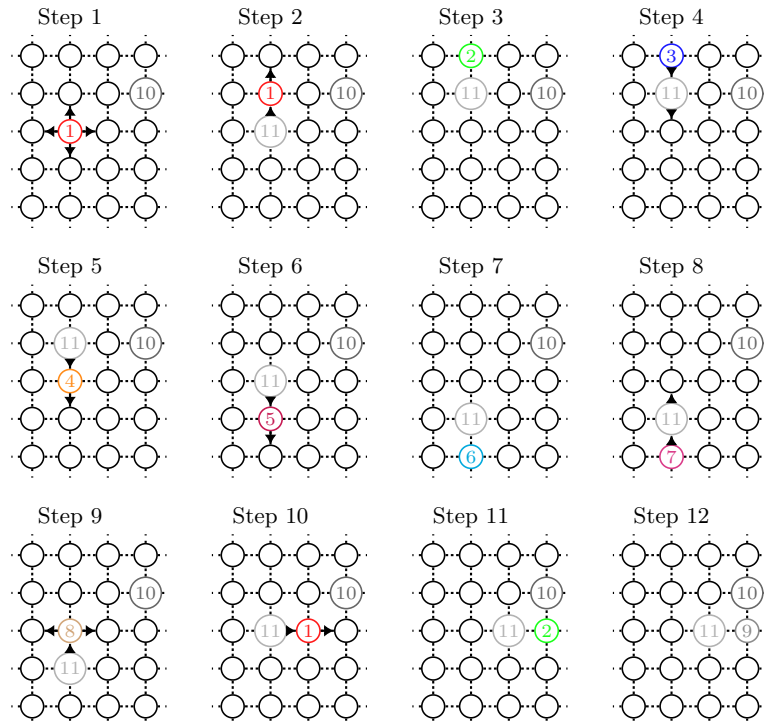 Step 1 Step 2 Step 3 Step 4
2 3
10 1 10 11 10 11 10
1 11
Step 5 Step 6 Step 7 Step 8
11 10 10 10 10
4 11
5 11 11
6 7
Step 9 Step 10 Step 11 Step 12
10 10 10 10
8 11 1 11 2 11 9
11